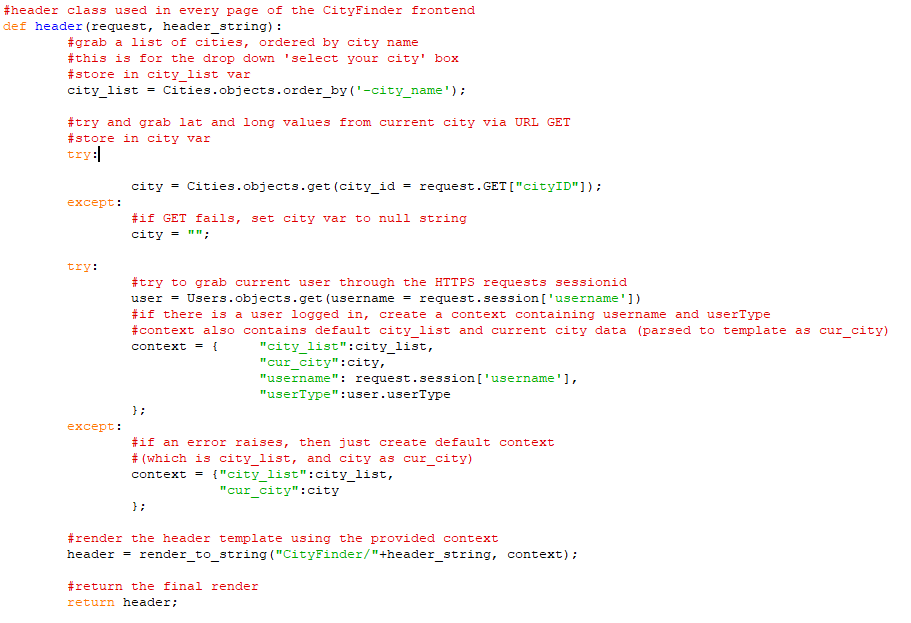 #header class used in every page of the CityFinder frontend
def header(request, header_string):
#grab a list of cities, ordered by city name
#this is for the drop down 'select your city' box
#store in city_list var
city_list = Cities.objects.order_by('-city_name');
#try and grab lat and long values from current city via URL GET
#store in city var
try:
city = Cities.objects.get(city_id = request.GET["cityID"]);
except:
#if GET fails, set city var to null string
city = "";
try:
#try to grab current user through the HTTPS requests sessionid
user = Users.objects.get(username = request.session['username'])
#if there is a user logged in, create a context containing username and userType
#context also contains default city_list and current city data (parsed to template as cur_city)
context = {     "city_list":city_list,
"cur_city":city,
"username": request.session['username'],
"userType":user.userType
};
except:
#if an error raises, then just create default context
#(which is city_list, and city as cur_city)
context = {"city_list":city_list,
"cur_city":city
};
#render the header template using the provided context
header = render_to_string("CityFinder/"+header_string, context);
#return the final render
return header;